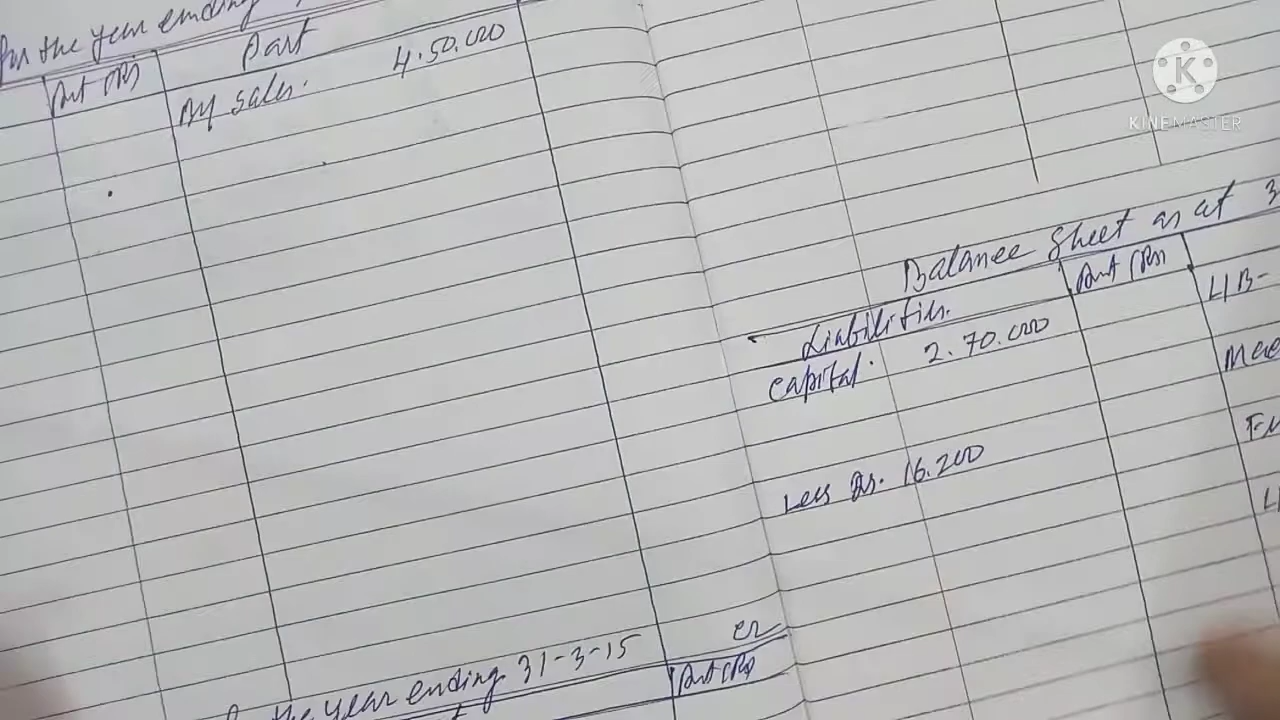 for the year ending
Amt (Rs) Part
By sales. 4.50.000
KINEMASTER
Balance Sheet as at 3
Liabilities. Amt (Rs)
Capital. 2.70.000
Less Dr. 16.200
the year ending 31-3-15
Cr
Amt (Rs)